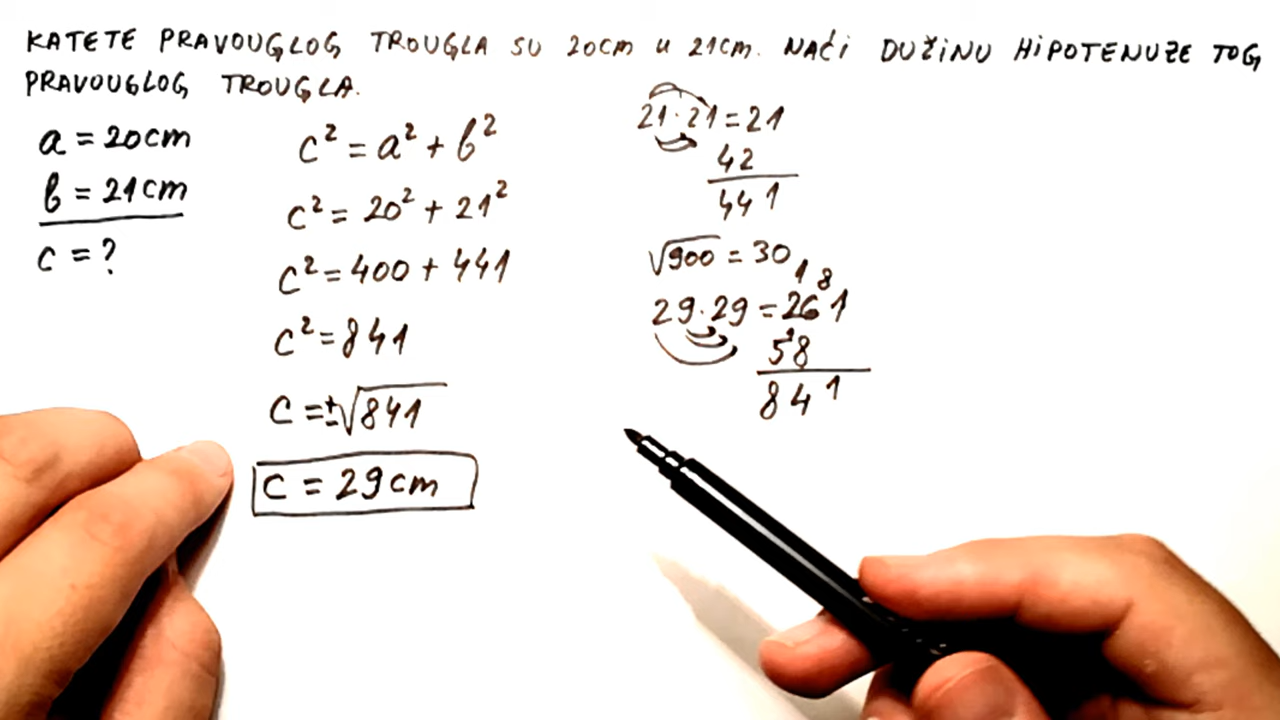 KATETE PRAVOUGLOG TROUGLA SU 20cm u 21cm. NAĆI DUŽINU HIPOTENUZE TOG
PRAVOUGLOG TROUGLA.
a = 20cm
b = 21cm
c = ?
c² = a² + b²
c² = 20² + 21²
c² = 400 + 441
c² = 841
c = ±√841
c = 29cm
21·21=21
42
441
√900 = 30
1 8
29·29=261
58
841